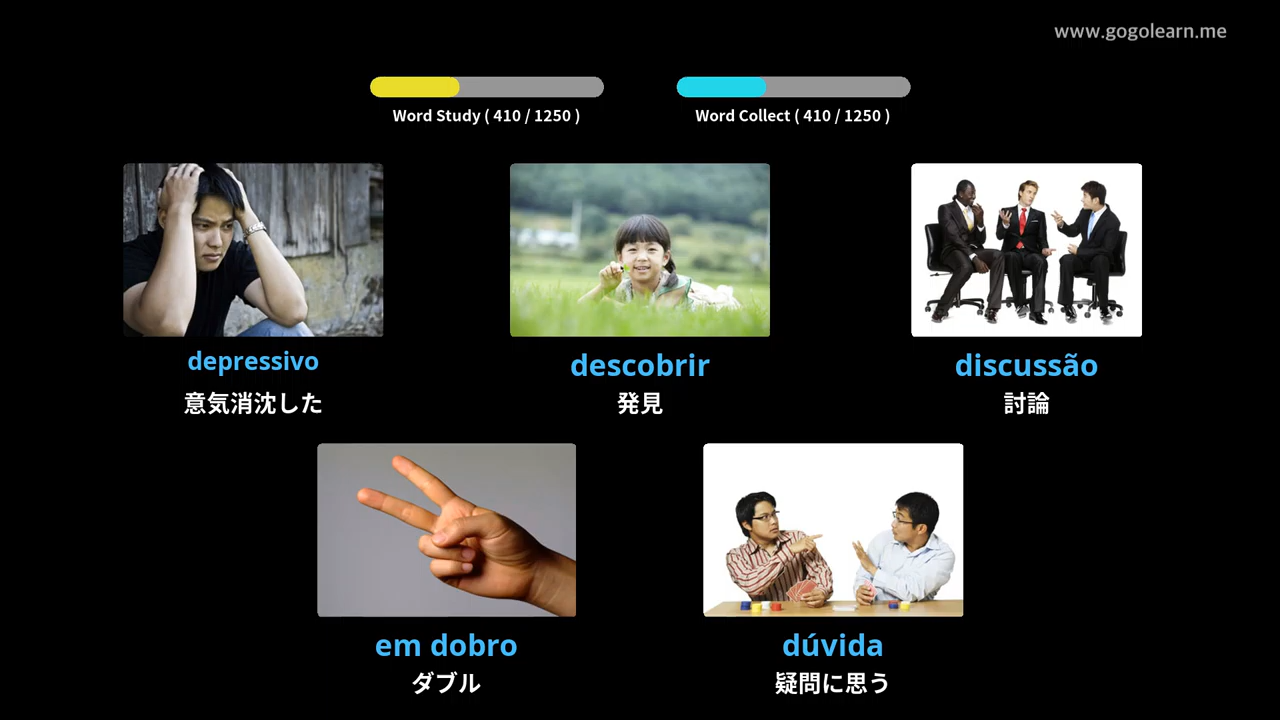 www.gogolearn.me
Word Study ( 410 / 1250 )
Word Collect ( 410 / 1250 )
depressivo
意気消沈した
descobrir
発見
discussão
討論
em dobro
ダブル
dúvida
疑問に思う